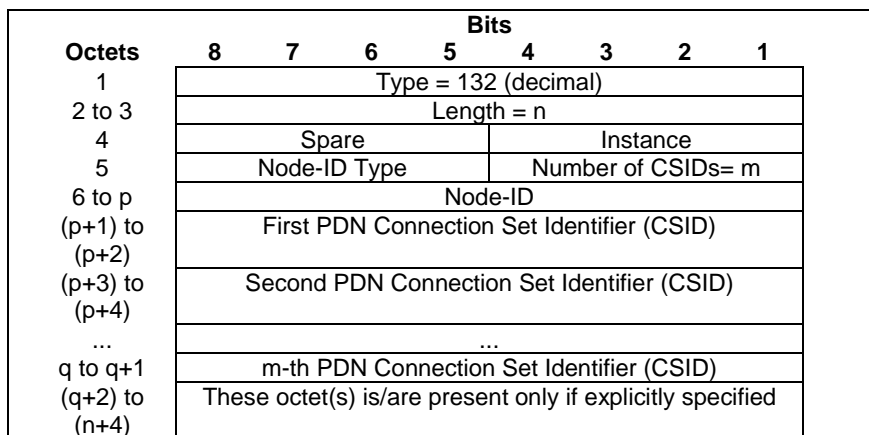 Bits
Octets 8 7 6 5 4 3 2 1
1 Type = 132 (decimal)
2 to 3 Length = n
4 Spare Instance
5 Node-ID Type Number of CSIDs= m
6 to p Node-ID
(p+1) to First PDN Connection Set Identifier (CSID)
(p+2)
(p+3) to Second PDN Connection Set Identifier (CSID)
(p+4)
... ...
q to q+1 m-th PDN Connection Set Identifier (CSID)
(q+2) to These octet(s) is/are present only if explicitly specified
(n+4)